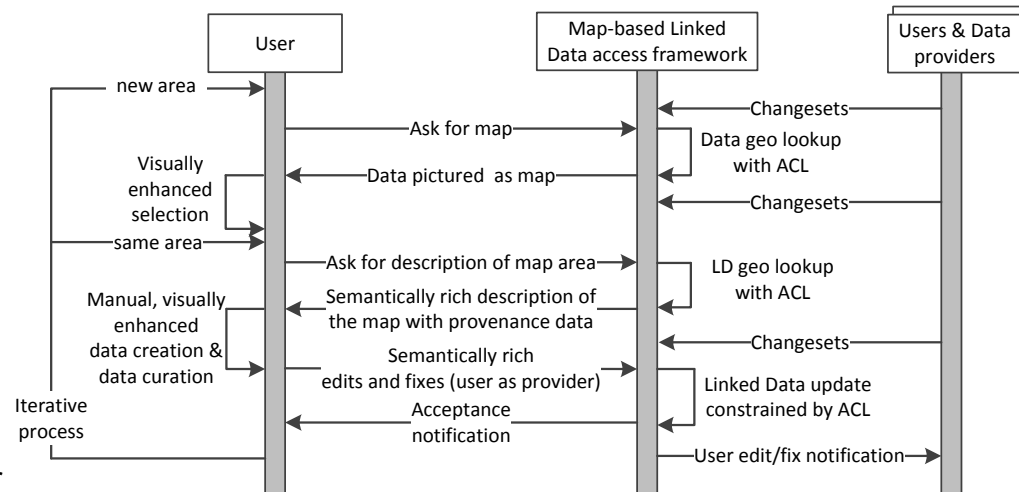 User
Map-based Linked
Data access framework
Users & Data
providers
new area
Changesets
Ask for map
Data geo lookup
with ACL
Visually
enhanced
selection
Data pictured as map
Changesets
same area
Ask for description of map area
LD geo lookup
with ACL
Manual, visually
enhanced
data creation &
data curation
Semantically rich description of
the map with provenance data
Changesets
Semantically rich
edits and fixes (user as provider)
Linked Data update
constrained by ACL
Iterative
process
Acceptance
notification
User edit/fix notification